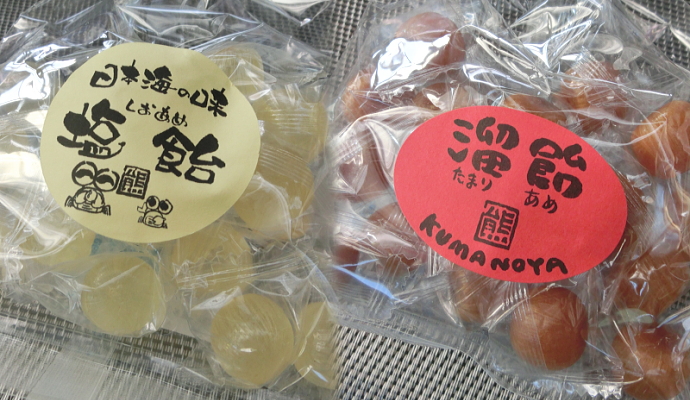 日本海の味
しおあめ
塩飴
熊
溜飴
たまり あめ
熊
KUMANOYA